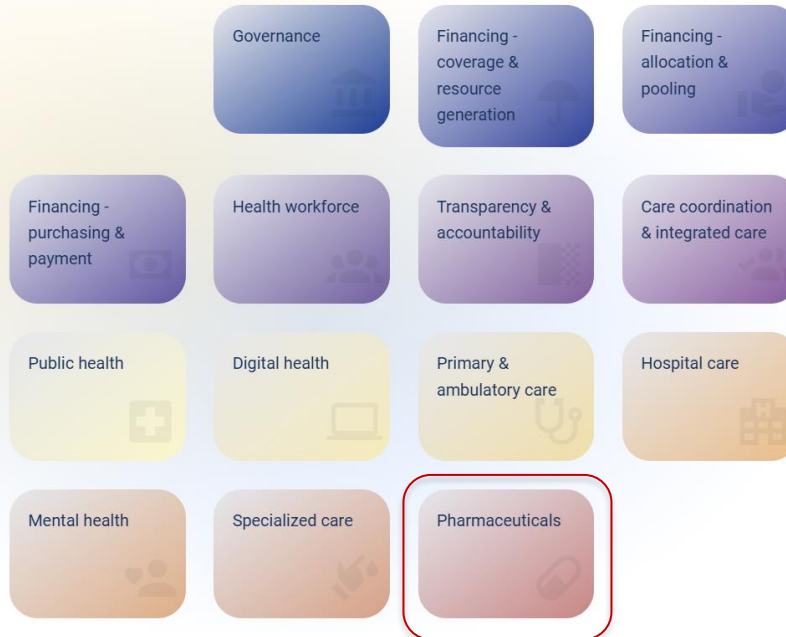 Governance
Financing -
coverage &
resource
generation
Financing -
allocation &
pooling
Financing -
purchasing &
payment
Health workforce
Transparency &
accountability
Care coordination
& integrated care
Public health
Digital health
Primary &
ambulatory care
Hospital care
Mental health
Specialized care
Pharmaceuticals